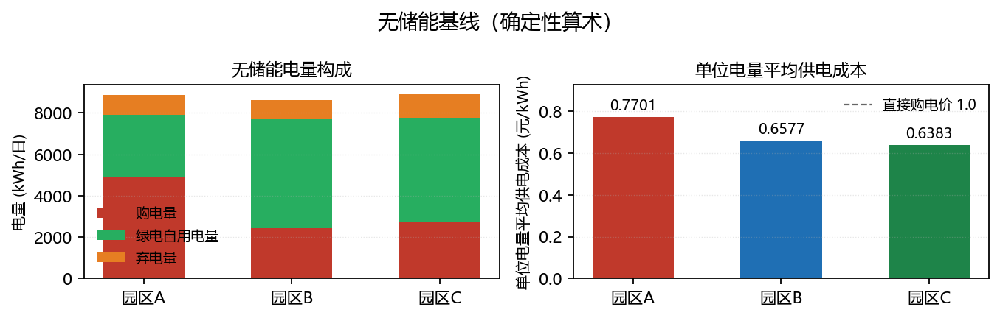 无储能基线（确定性算术）
无储能电量构成
电量 (kWh/日)
8000
6000
4000
2000
0
购电量
绿电自用电量
弃电量
园区A
园区B
园区C
单位电量平均供电成本
单位电量平均供电成本 (元/kWh)
0.8
0.6
0.4
0.2
0.0
直接购电价 1.0
0.7701
0.6577
0.6383
园区A
园区B
园区C